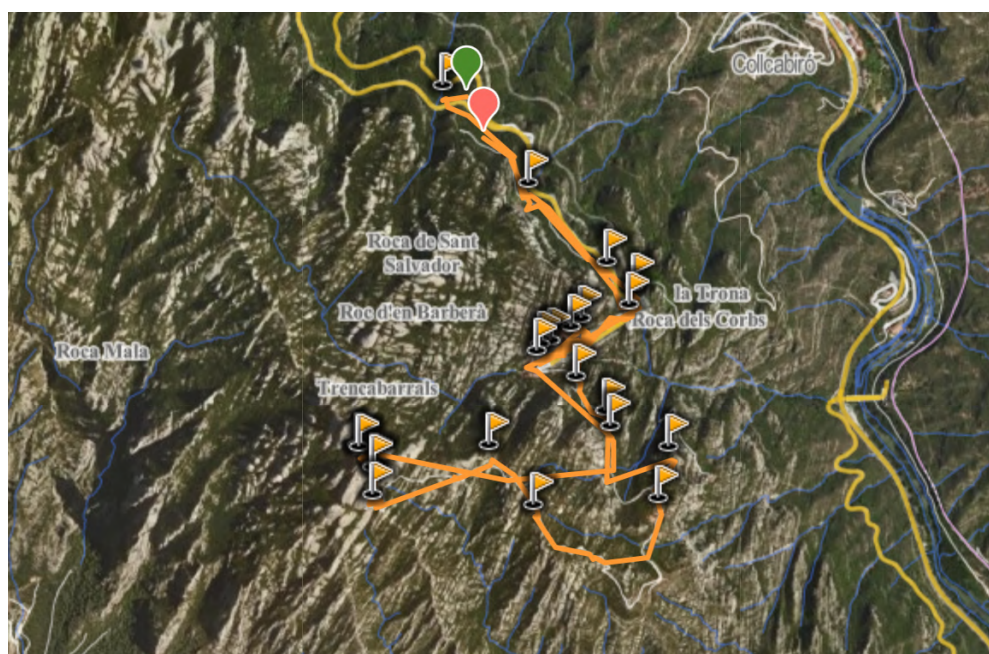 Collcabiró
Roca de Sant
Salvador
la Trona
Roc d'en Barberà
Roca dels Corbs
Roca Mala
Trencabarrals